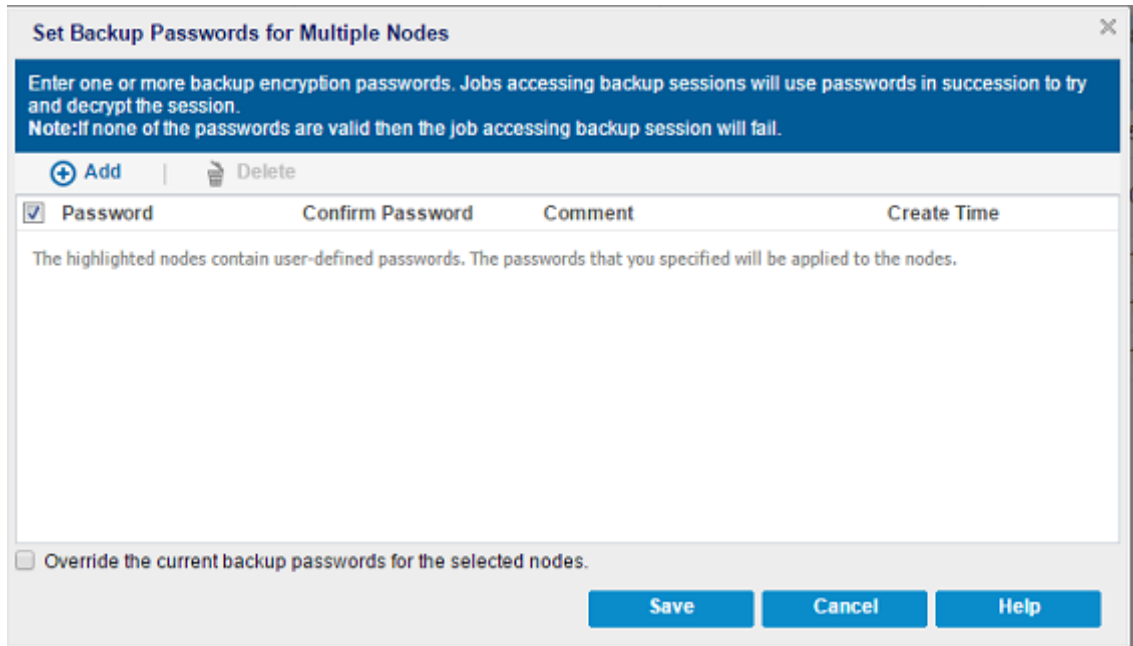 Set Backup Passwords for Multiple Nodes
Enter one or more backup encryption passwords. Jobs accessing backup sessions will use passwords in succession to try
and decrypt the session.
Note:If none of the passwords are valid then the job accessing backup session will fail.
Add | Delete
Password Confirm Password Comment Create Time
The highlighted nodes contain user-defined passwords. The passwords that you specified will be applied to the nodes.
Override the current backup passwords for the selected nodes.
Save Cancel Help